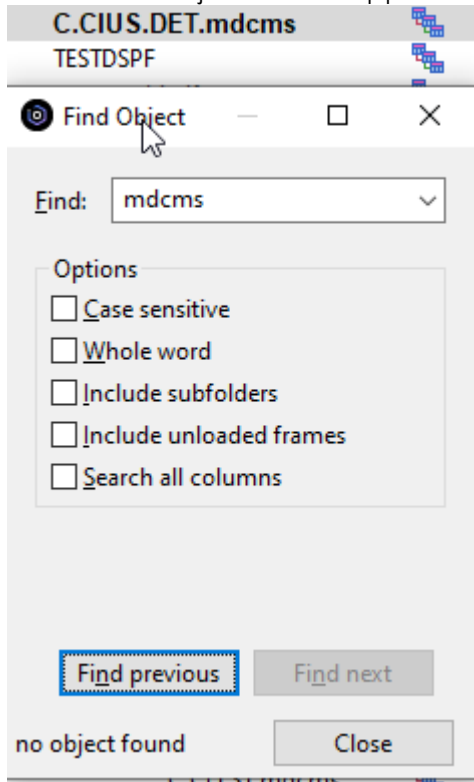 C.CIUS.DET.mdcms
TESTDSPF
Find Object
Find: mdcms
Options
Case sensitive
Whole word
Include subfolders
Include unloaded frames
Search all columns
Find previous Find next
no object found Close